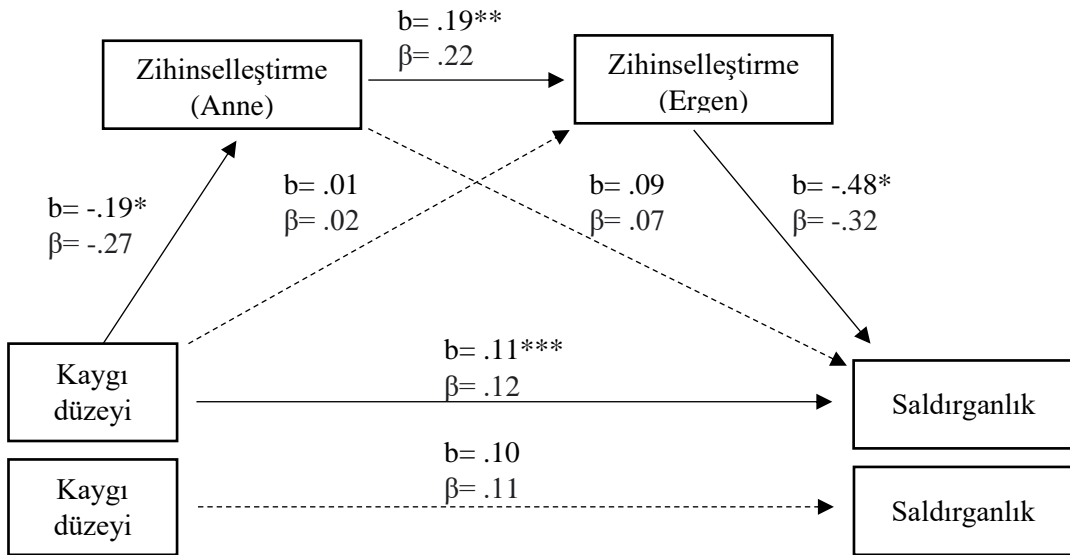 b= .19**
β= .22
Zihinselleştirme
(Anne)
Zihinselleştirme
(Ergen)
b= -.19*
β= -.27
b= .01
β= .02
b= .09
β= .07
b= -.48*
β= -.32
Kaygı
düzeyi
b= .11***
β= .12
Saldırganlık
Kaygı
düzeyi
b= .10
β= .11
Saldırganlık